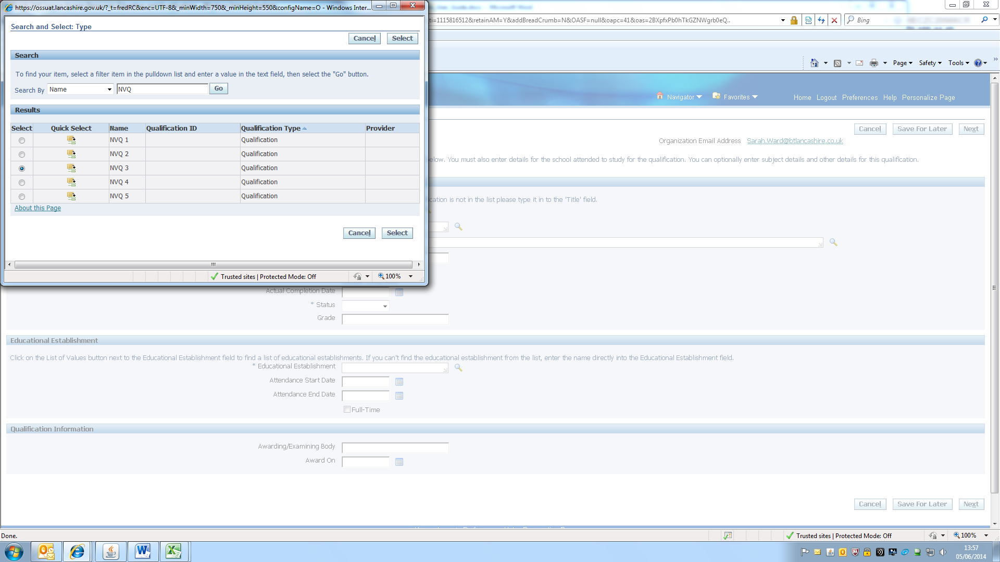 https://ossuat.lancashire.gov.uk/?_t=fredRC&enc=UTF-8&_minWidth=750&_minHeight=550&configName=O - Windows Inter...
Search and Select: Type
Cancel Select
Search
To find your item, select a filter item in the pulldown list and enter a value in the text field, then select the "Go" button.
Search By Name NVQ Go
Results
Select Quick Select Name Qualification ID Qualification Type Provider
NVQ 1 Qualification
NVQ 2 Qualification
NVQ 3 Qualification
NVQ 4 Qualification
NVQ 5 Qualification
About this Page
Cancel Select
Trusted sites | Protected Mode: Off 100%
Microsoft Word
ti=1115816512&retainAM=Y&addBreadCrumb=N&OASF=null&oapc=41&oas=2BXpfxPb0hTkGZNWgrb0eQ..
Bing
Page Safety Tools
Navigator Favorites Home Logout Preferences Help Personalize Page
Cancel Save For Later Next
Organization Email Address Sarah.Ward@btlancashire.co.uk
below. You must also enter details for the school attended to study for the qualification. You can optionally enter subject details and other details for this qualification.
is not in the list please type it in to the 'Title' field.
Actual Completion Date
* Status
Grade
Educational Establishment
Click on the List of Values button next to the Educational Establishment field to find a list of educational establishments. If you can't find the educational establishment from the list, enter the name directly into the Educational Establishment field.
* Educational Establishment
Attendance Start Date
Attendance End Date
Full-Time
Qualification Information
Awarding/Examining Body
Award On
Cancel Save For Later Next
Done. Trusted sites | Protected Mode: Off 100%
13:57
05/06/2014